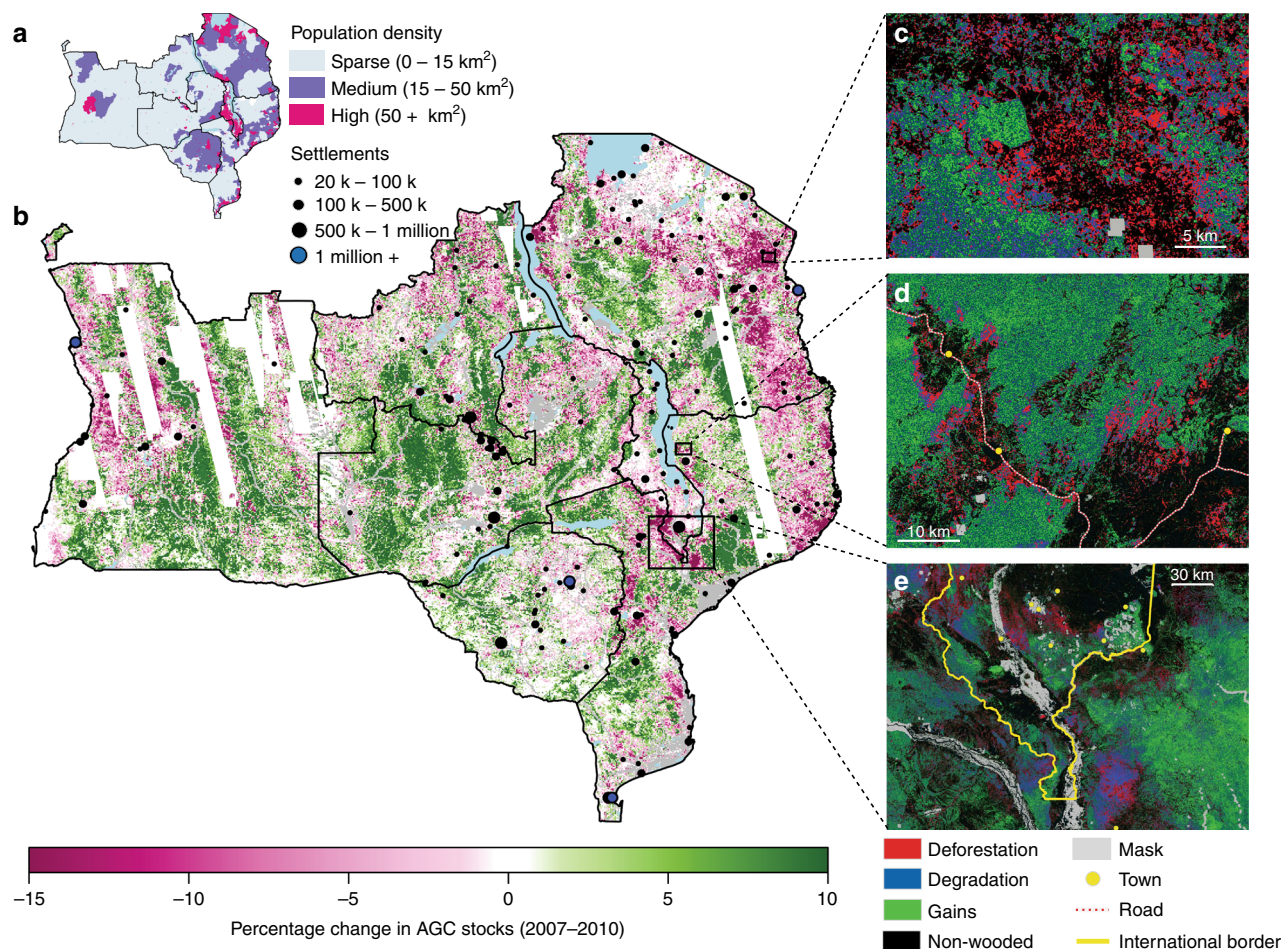 a
Population density
Sparse (0 – 15 km²)
Medium (15 – 50 km²)
High (50 + km²)
Settlements
20 k – 100 k
100 k – 500 k
500 k – 1 million
1 million +
b
−15
−10
−5
0
5
10
Percentage change in AGC stocks (2007–2010)
c
5 km
d
10 km
e
30 km
Deforestation
Degradation
Gains
Non-wooded
Mask
Town
Road
International border